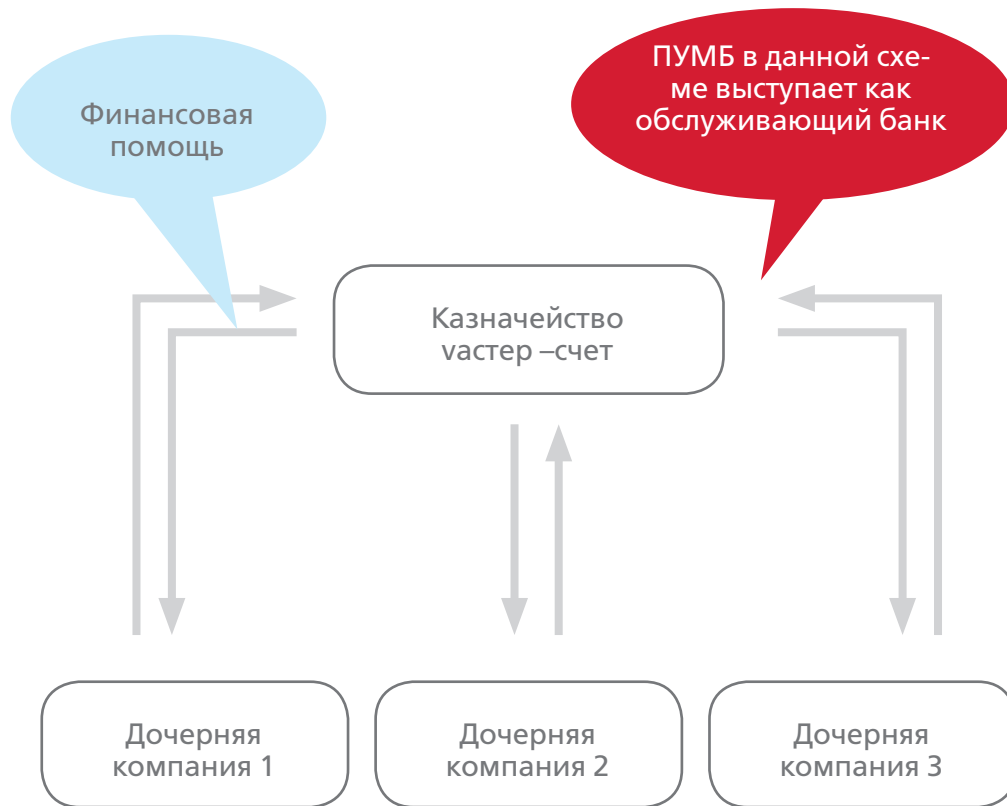 Финансовая
помощь
ПУМБ в данной схе-
ме выступает как
обслуживающий банк
Казначейство
vастер –счет
Дочерняя
компания 1
Дочерняя
компания 2
Дочерняя
компания 3